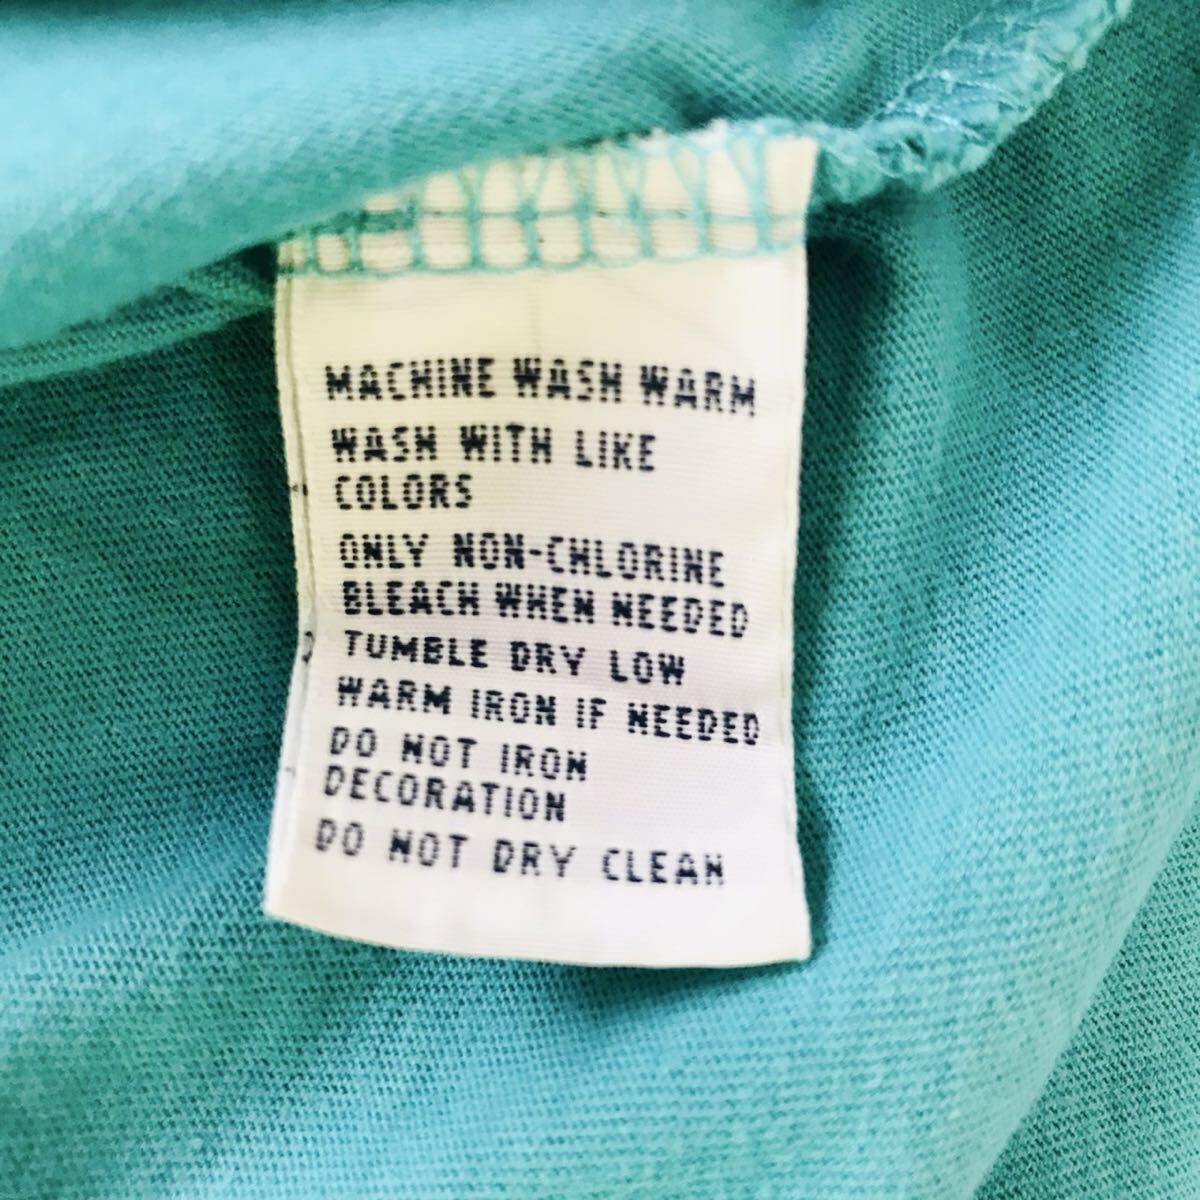 MACHINE WASH WARM
WASH WITH LIKE
COLORS
ONLY NON-CHLORINE
BLEACH WHEN NEEDED
TUMBLE DRY LOW
WARM IRON IF NEEDED
DO NOT IRON
DECORATION
DO NOT DRY CLEAN